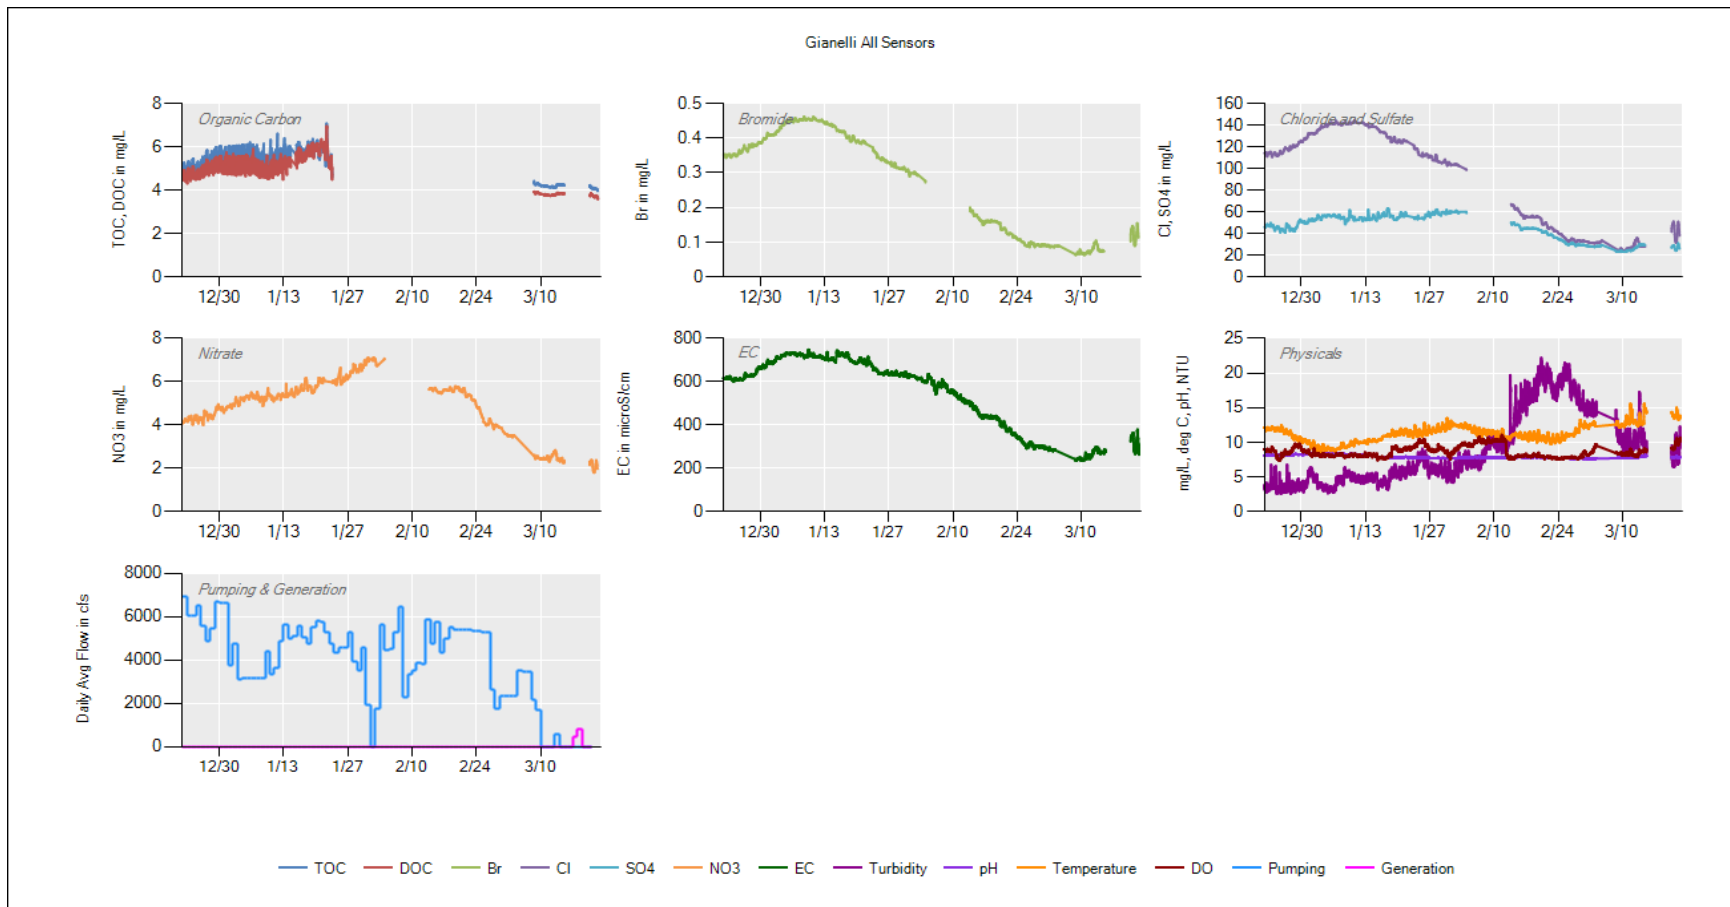 Gianelli All Sensors
TOC, DOC in mg/L
Organic Carbon
8
6
4
2
0
12/30 1/13 1/27 2/10 2/24 3/10
Br in mg/L
Bromide
0.5
0.4
0.3
0.2
0.1
0
12/30 1/13 1/27 2/10 2/24 3/10
Cl, SO4 in mg/L
Chloride and Sulfate
160
140
120
100
80
60
40
20
0
12/30 1/13 1/27 2/10 2/24 3/10
NO3 in mg/L
Nitrate
8
6
4
2
0
12/30 1/13 1/27 2/10 2/24 3/10
EC in microS/cm
EC
800
600
400
200
0
12/30 1/13 1/27 2/10 2/24 3/10
mg/L, deg C, pH, NTU
Physicals
25
20
15
10
5
0
12/30 1/13 1/27 2/10 2/24 3/10
Daily Avg Flow in cfs
Pumping & Generation
8000
6000
4000
2000
0
12/30 1/13 1/27 2/10 2/24 3/10
TOC DOC Br Cl SO4 NO3 EC Turbidity pH Temperature DO Pumping Generation